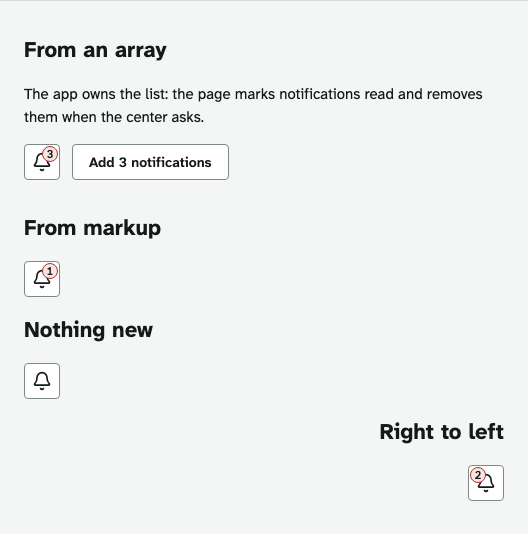 From an array
The app owns the list: the page marks notifications read and removes
them when the center asks.
3
Add 3 notifications
From markup
1
Nothing new
Right to left
2